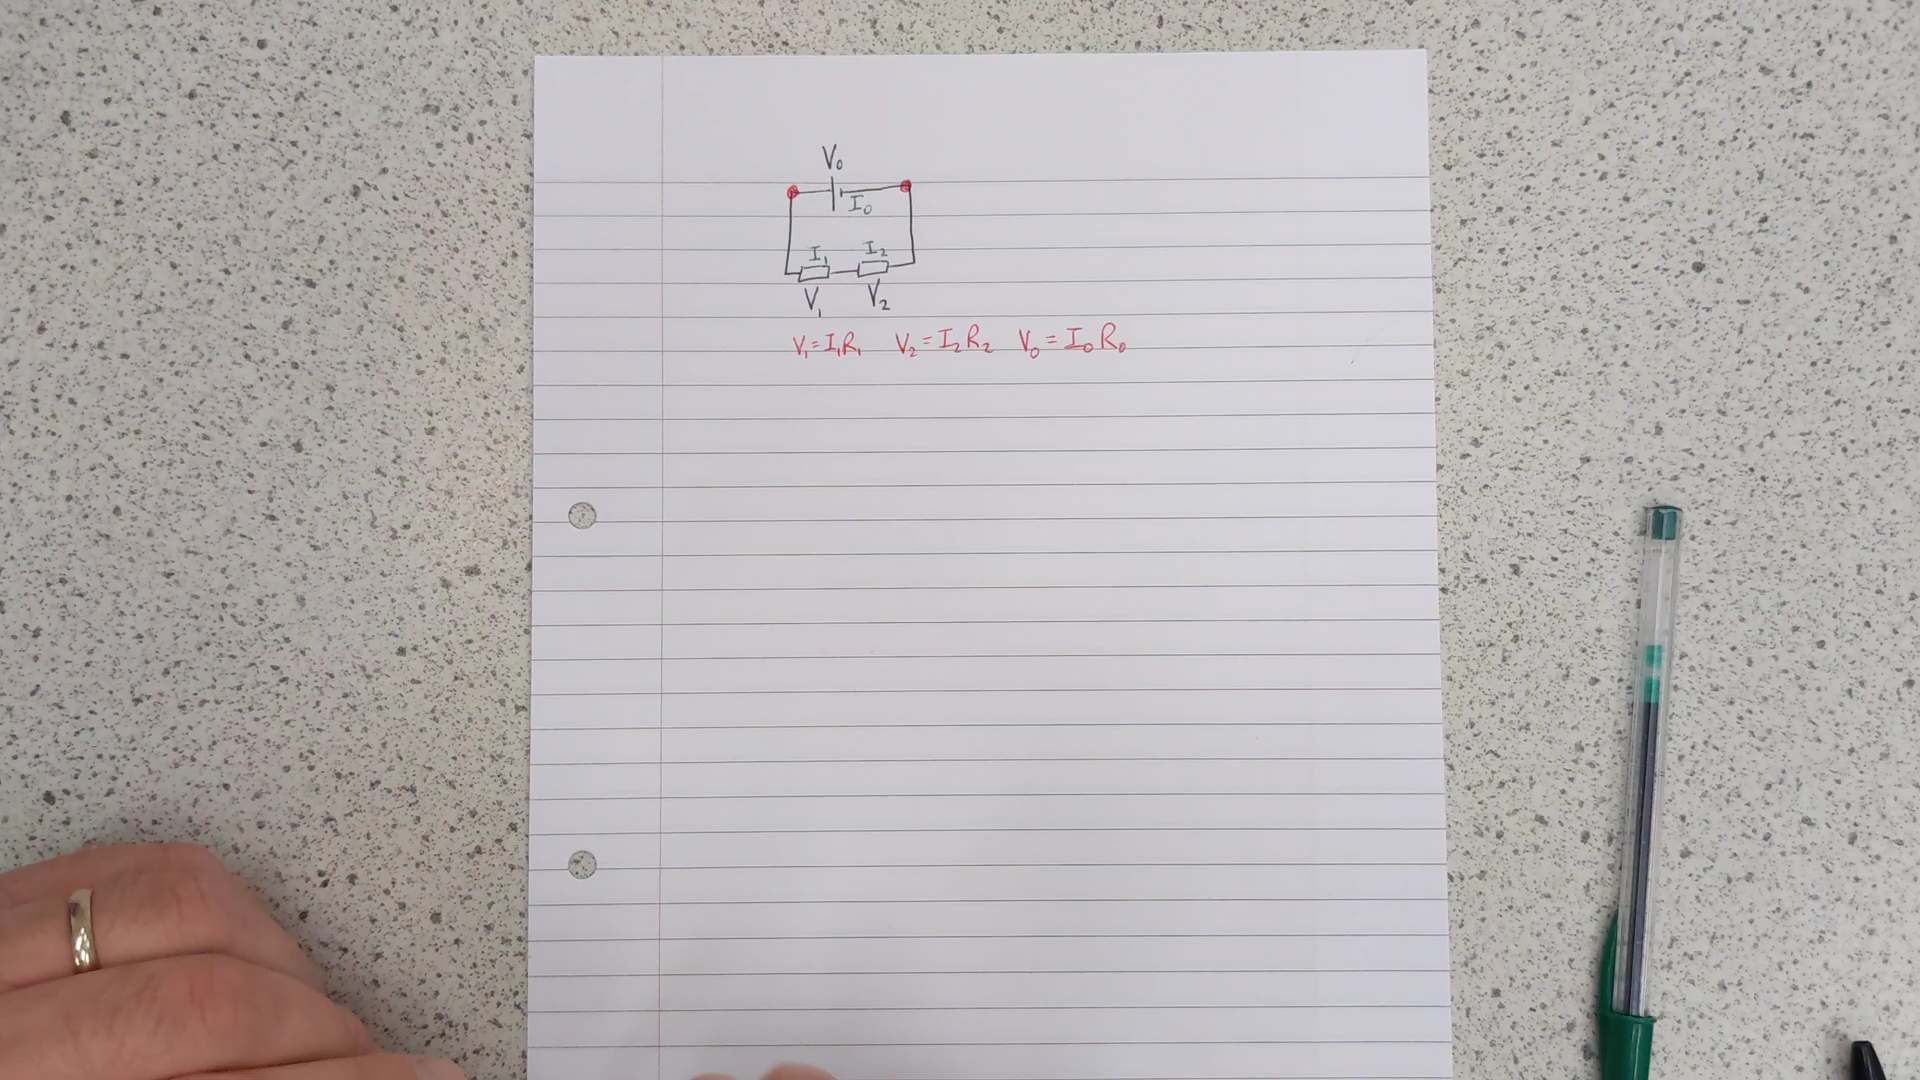 V₀
I₀
I₁ I₂
V₁ V₂
V₁=I₁R₁ V₂=I₂R₂ V₀=I₀R₀